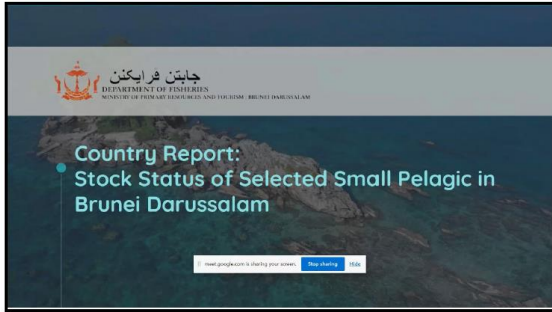 جابتن فرايكنن
DEPARTMENT OF FISHERIES
MINISTRY OF PRIMARY RESOURCES AND TOURISM : BRUNEI DARUSSALAM
Country Report:
Stock Status of Selected Small Pelagic in
Brunei Darussalam
meet.google.com is sharing your screen. Stop sharing Hide